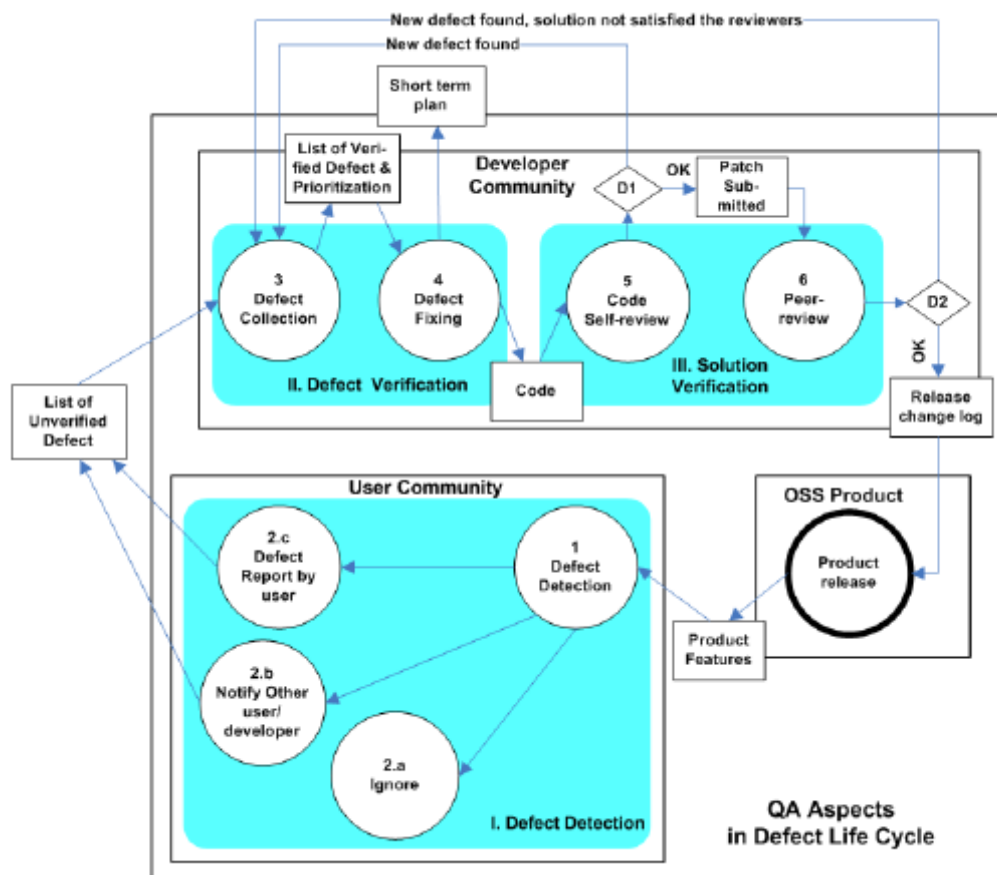 New defect found, solution not satisfied the reviewers
New defect found
Short term
plan
List of Veri-
fied Defect &
Prioritization
Developer
Community
D1
OK
Patch
Sub-
mitted
3
Defect
Collection
4
Defect
Fixing
5
Code
Self-review
6
Peer-
review
D2
OK
II. Defect Verification
Code
III. Solution
Verification
Release
change log
List of
Unverified
Defect
User Community
OSS Product
2.c
Defect
Report by
user
1
Defect
Detection
Product
release
Product
Features
2.b
Notify Other
user/
developer
2.a
Ignore
I. Defect Detection
QA Aspects
in Defect Life Cycle